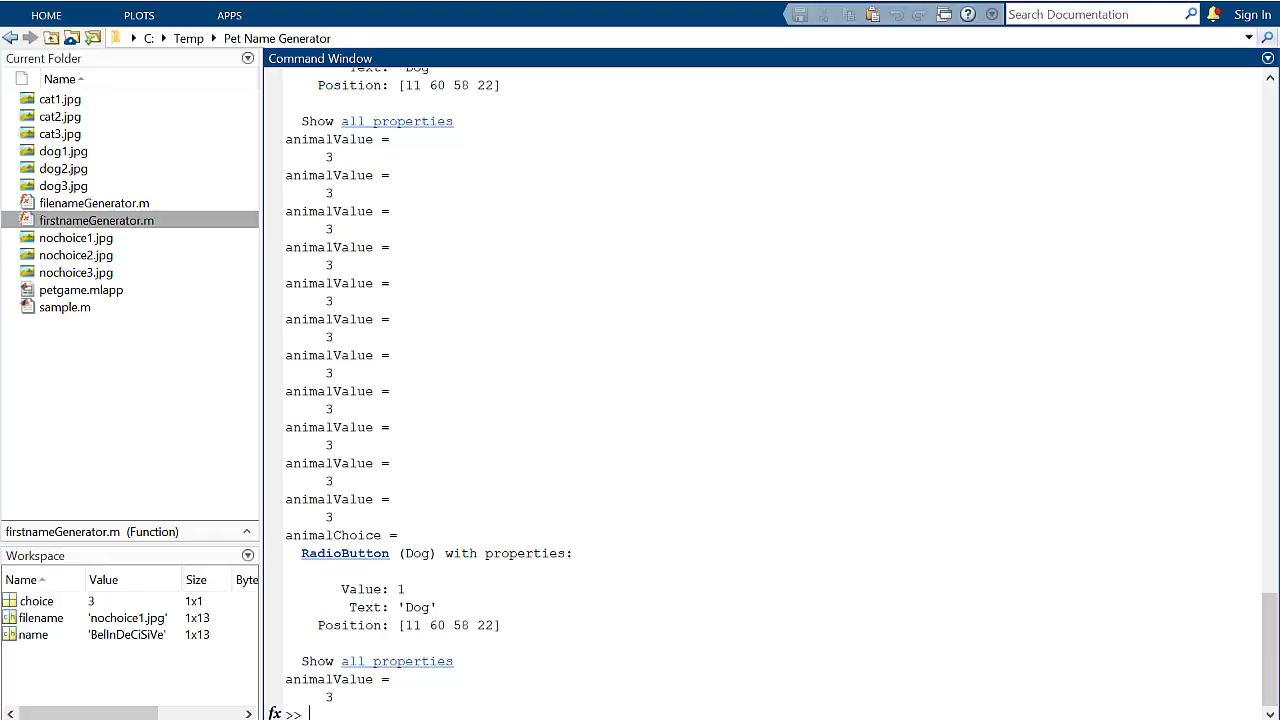 HOME PLOTS APPS Search Documentation Sign In
C: Temp Pet Name Generator
Current Folder
Name
cat1.jpg
cat2.jpg
cat3.jpg
dog1.jpg
dog2.jpg
dog3.jpg
filenameGenerator.m
firstnameGenerator.m
nochoice1.jpg
nochoice2.jpg
nochoice3.jpg
petgame.mlapp
sample.m
firstnameGenerator.m (Function)
Workspace
Name Value Size Byte
choice 3 1x1
filename 'nochoice1.jpg' 1x13
name 'BellnDeCiSiVe' 1x13
Command Window
Text: 'Dog'
Position: [11 60 58 22]
Show all properties
animalValue =
3
animalValue =
3
animalValue =
3
animalValue =
3
animalValue =
3
animalValue =
3
animalValue =
3
animalValue =
3
animalValue =
3
animalValue =
3
animalValue =
3
animalChoice =
RadioButton (Dog) with properties:
Value: 1
Text: 'Dog'
Position: [11 60 58 22]
Show all properties
animalValue =
3
fx >>